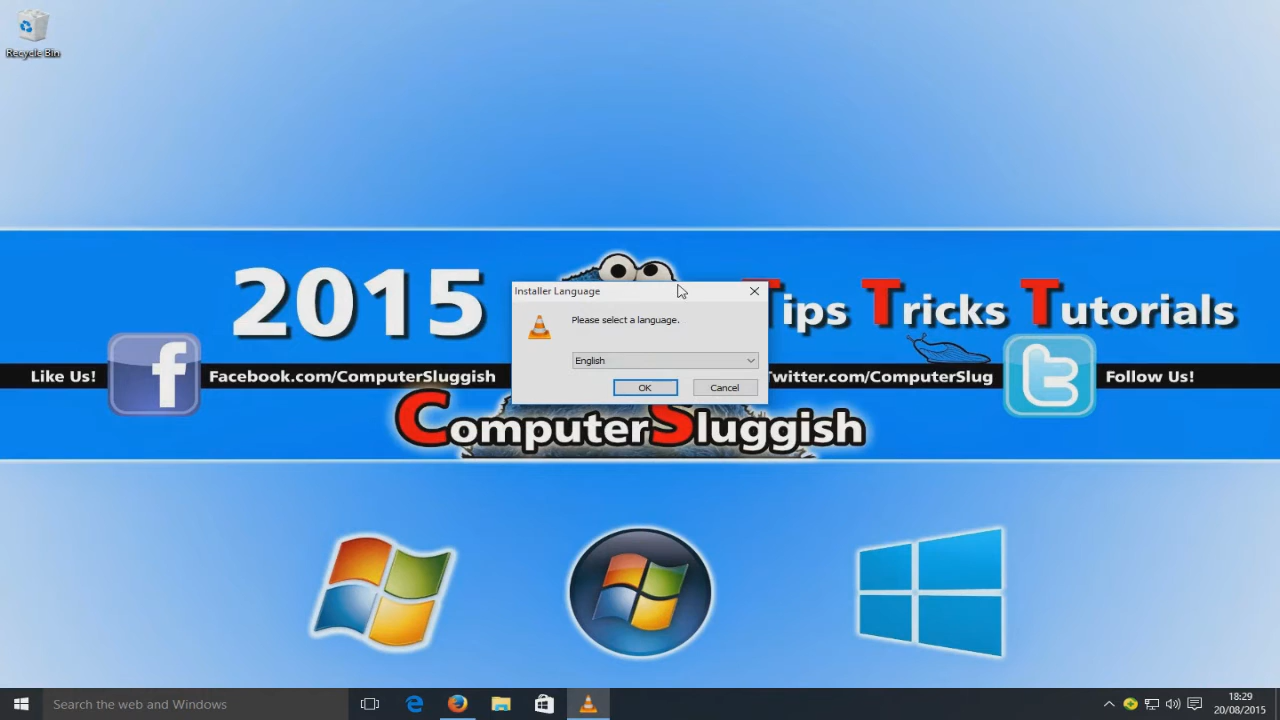 Recycle Bin
2015
Tips Tricks Tutorials
Installer Language
Please select a language.
English
OK
Cancel
Like Us!
Facebook.com/ComputerSluggish
Twitter.com/ComputerSlug
Follow Us!
ComputerSluggish
Search the web and Windows
18:29
20/08/2015